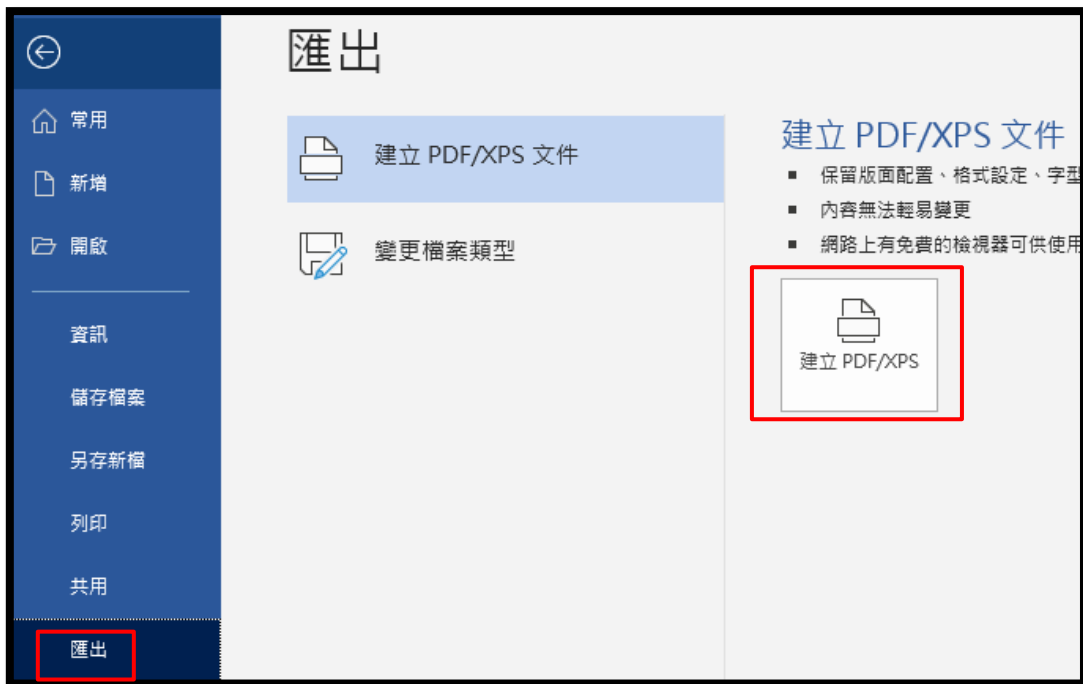 匯出
常用
新增
開啟
資訊
儲存檔案
另存新檔
列印
共用
匯出
建立 PDF/XPS 文件
變更檔案類型
建立 PDF/XPS 文件
▪ 保留版面配置、格式設定、字型
▪ 內容無法輕易變更
▪ 網路上有免費的檢視器可供使用
建立 PDF/XPS